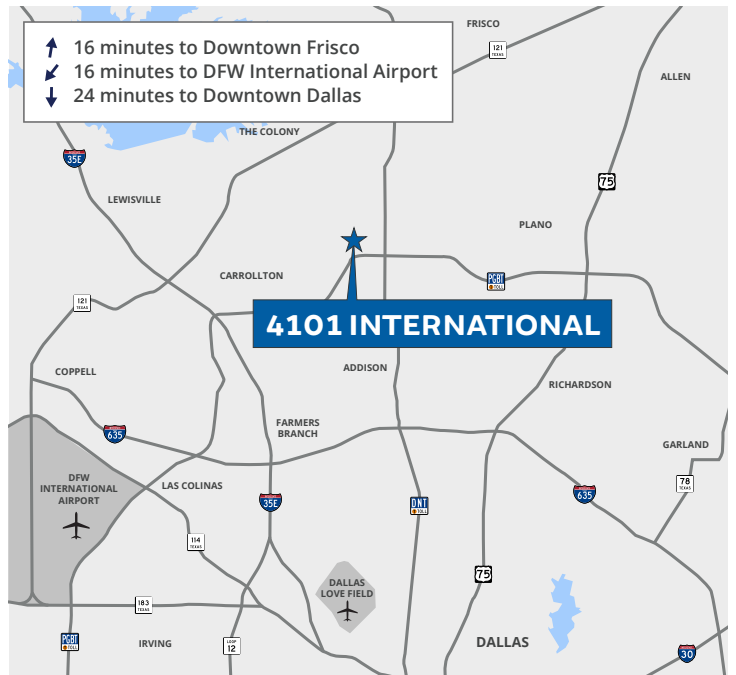 16 minutes to Downtown Frisco
16 minutes to DFW International Airport
24 minutes to Downtown Dallas
FRISCO
121
TEXAS
ALLEN
THE COLONY
35E
75
LEWISVILLE
PLANO
CARROLLTON
PGBT
TOLL
121
TEXAS
4101 INTERNATIONAL
COPPELL
ADDISON
RICHARDSON
FARMERS
BRANCH
635
GARLAND
DFW
INTERNATIONAL
AIRPORT
LAS COLINAS
78
TEXAS
635
35E
DNT
TOLL
114
TEXAS
75
DALLAS
LOVE FIELD
183
TEXAS
PGBT
TOLL
IRVING
LOOP
12
DALLAS
30